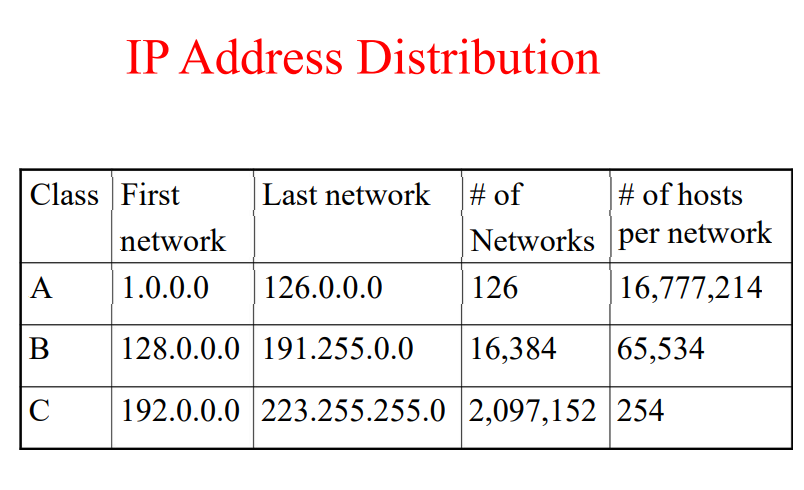 IP Address Distribution
Class First network Last network # of Networks # of hosts per network
A 1.0.0.0 126.0.0.0 126 16,777,214
B 128.0.0.0 191.255.0.0 16,384 65,534
C 192.0.0.0 223.255.255.0 2,097,152 254